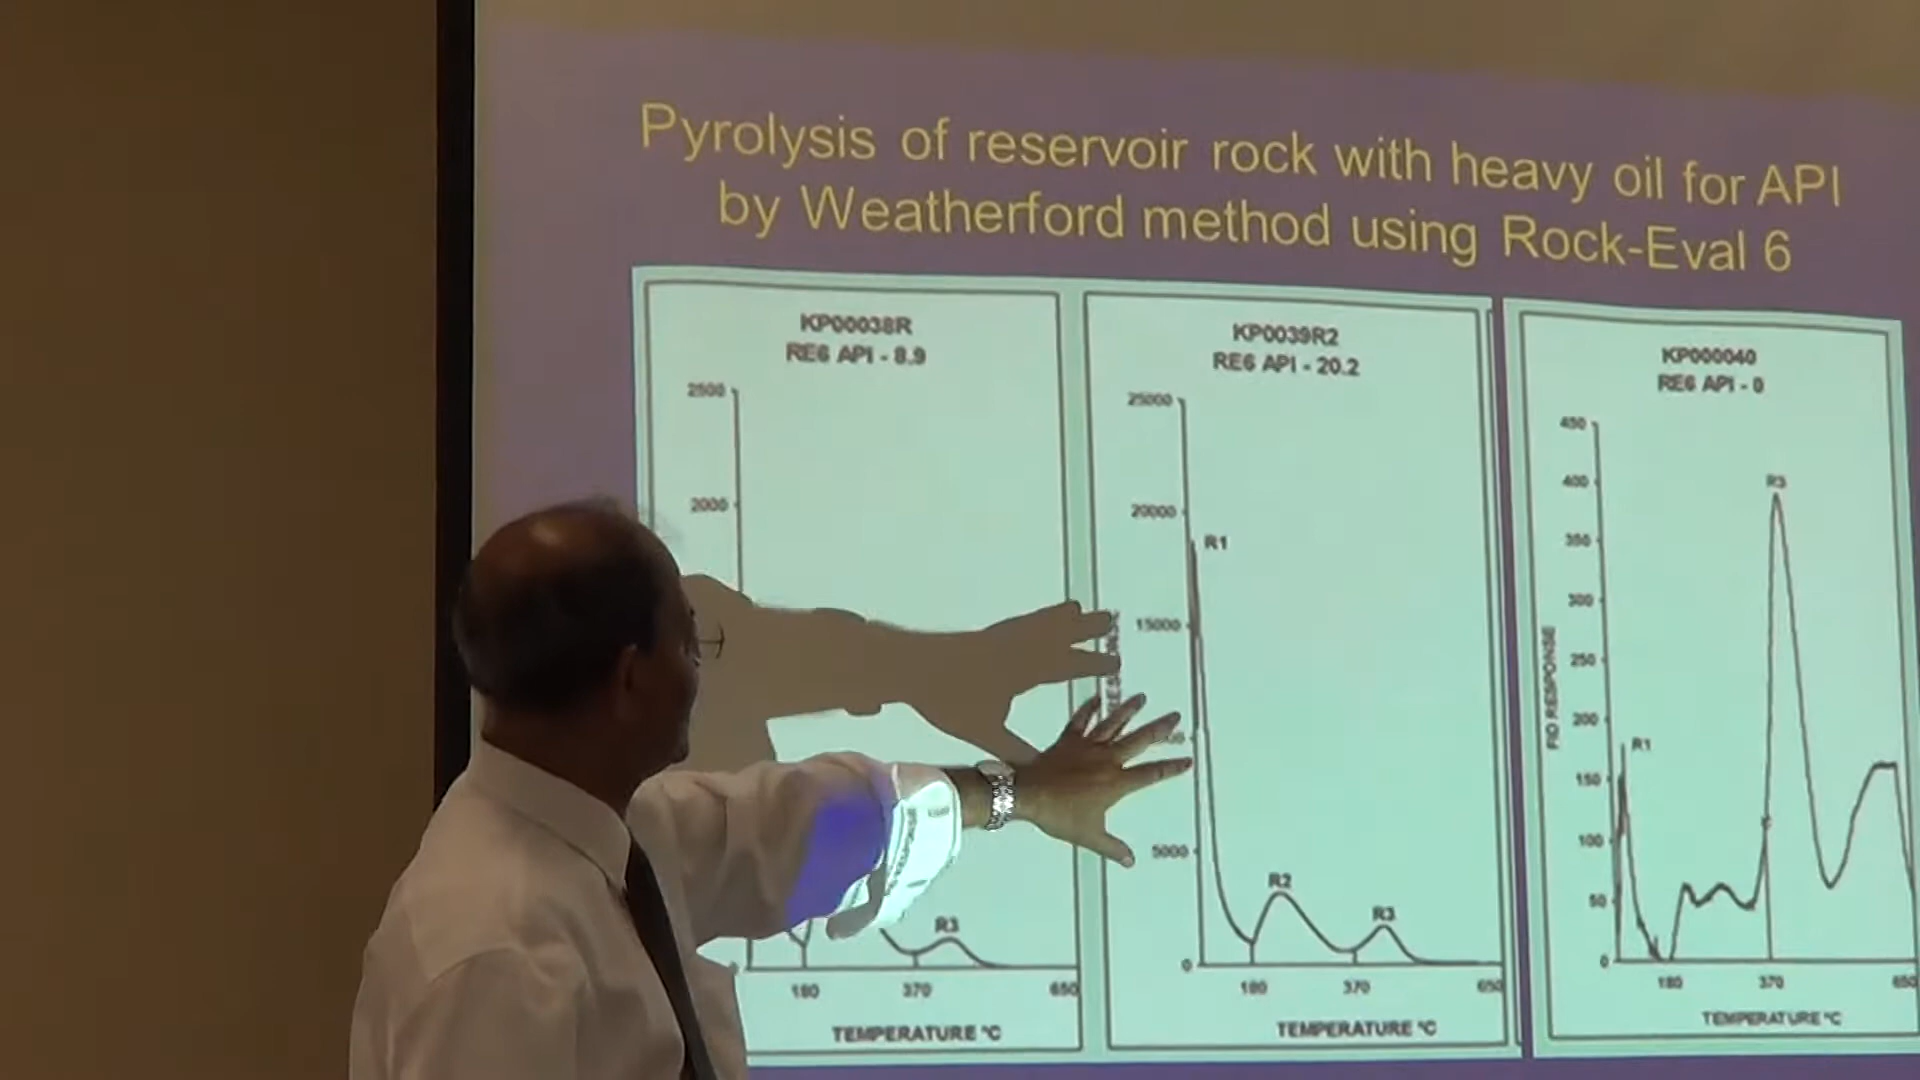 Pyrolysis of reservoir rock with heavy oil for API
by Weatherford method using Rock-Eval 6
KP00038R
RE6 API - 8.9
2500
2000
R3
0
180
370
650
TEMPERATURE °C
KP0039R2
RE6 API - 20.2
25000
20000
R1
15000
5000
R2
R3
0
180
370
650
TEMPERATURE °C
KP000040
RE6 API - 0
450
400
R3
350
300
250
FID RESPONSE
200
R1
150
100
50
0
180
370
650
TEMPERATURE °C